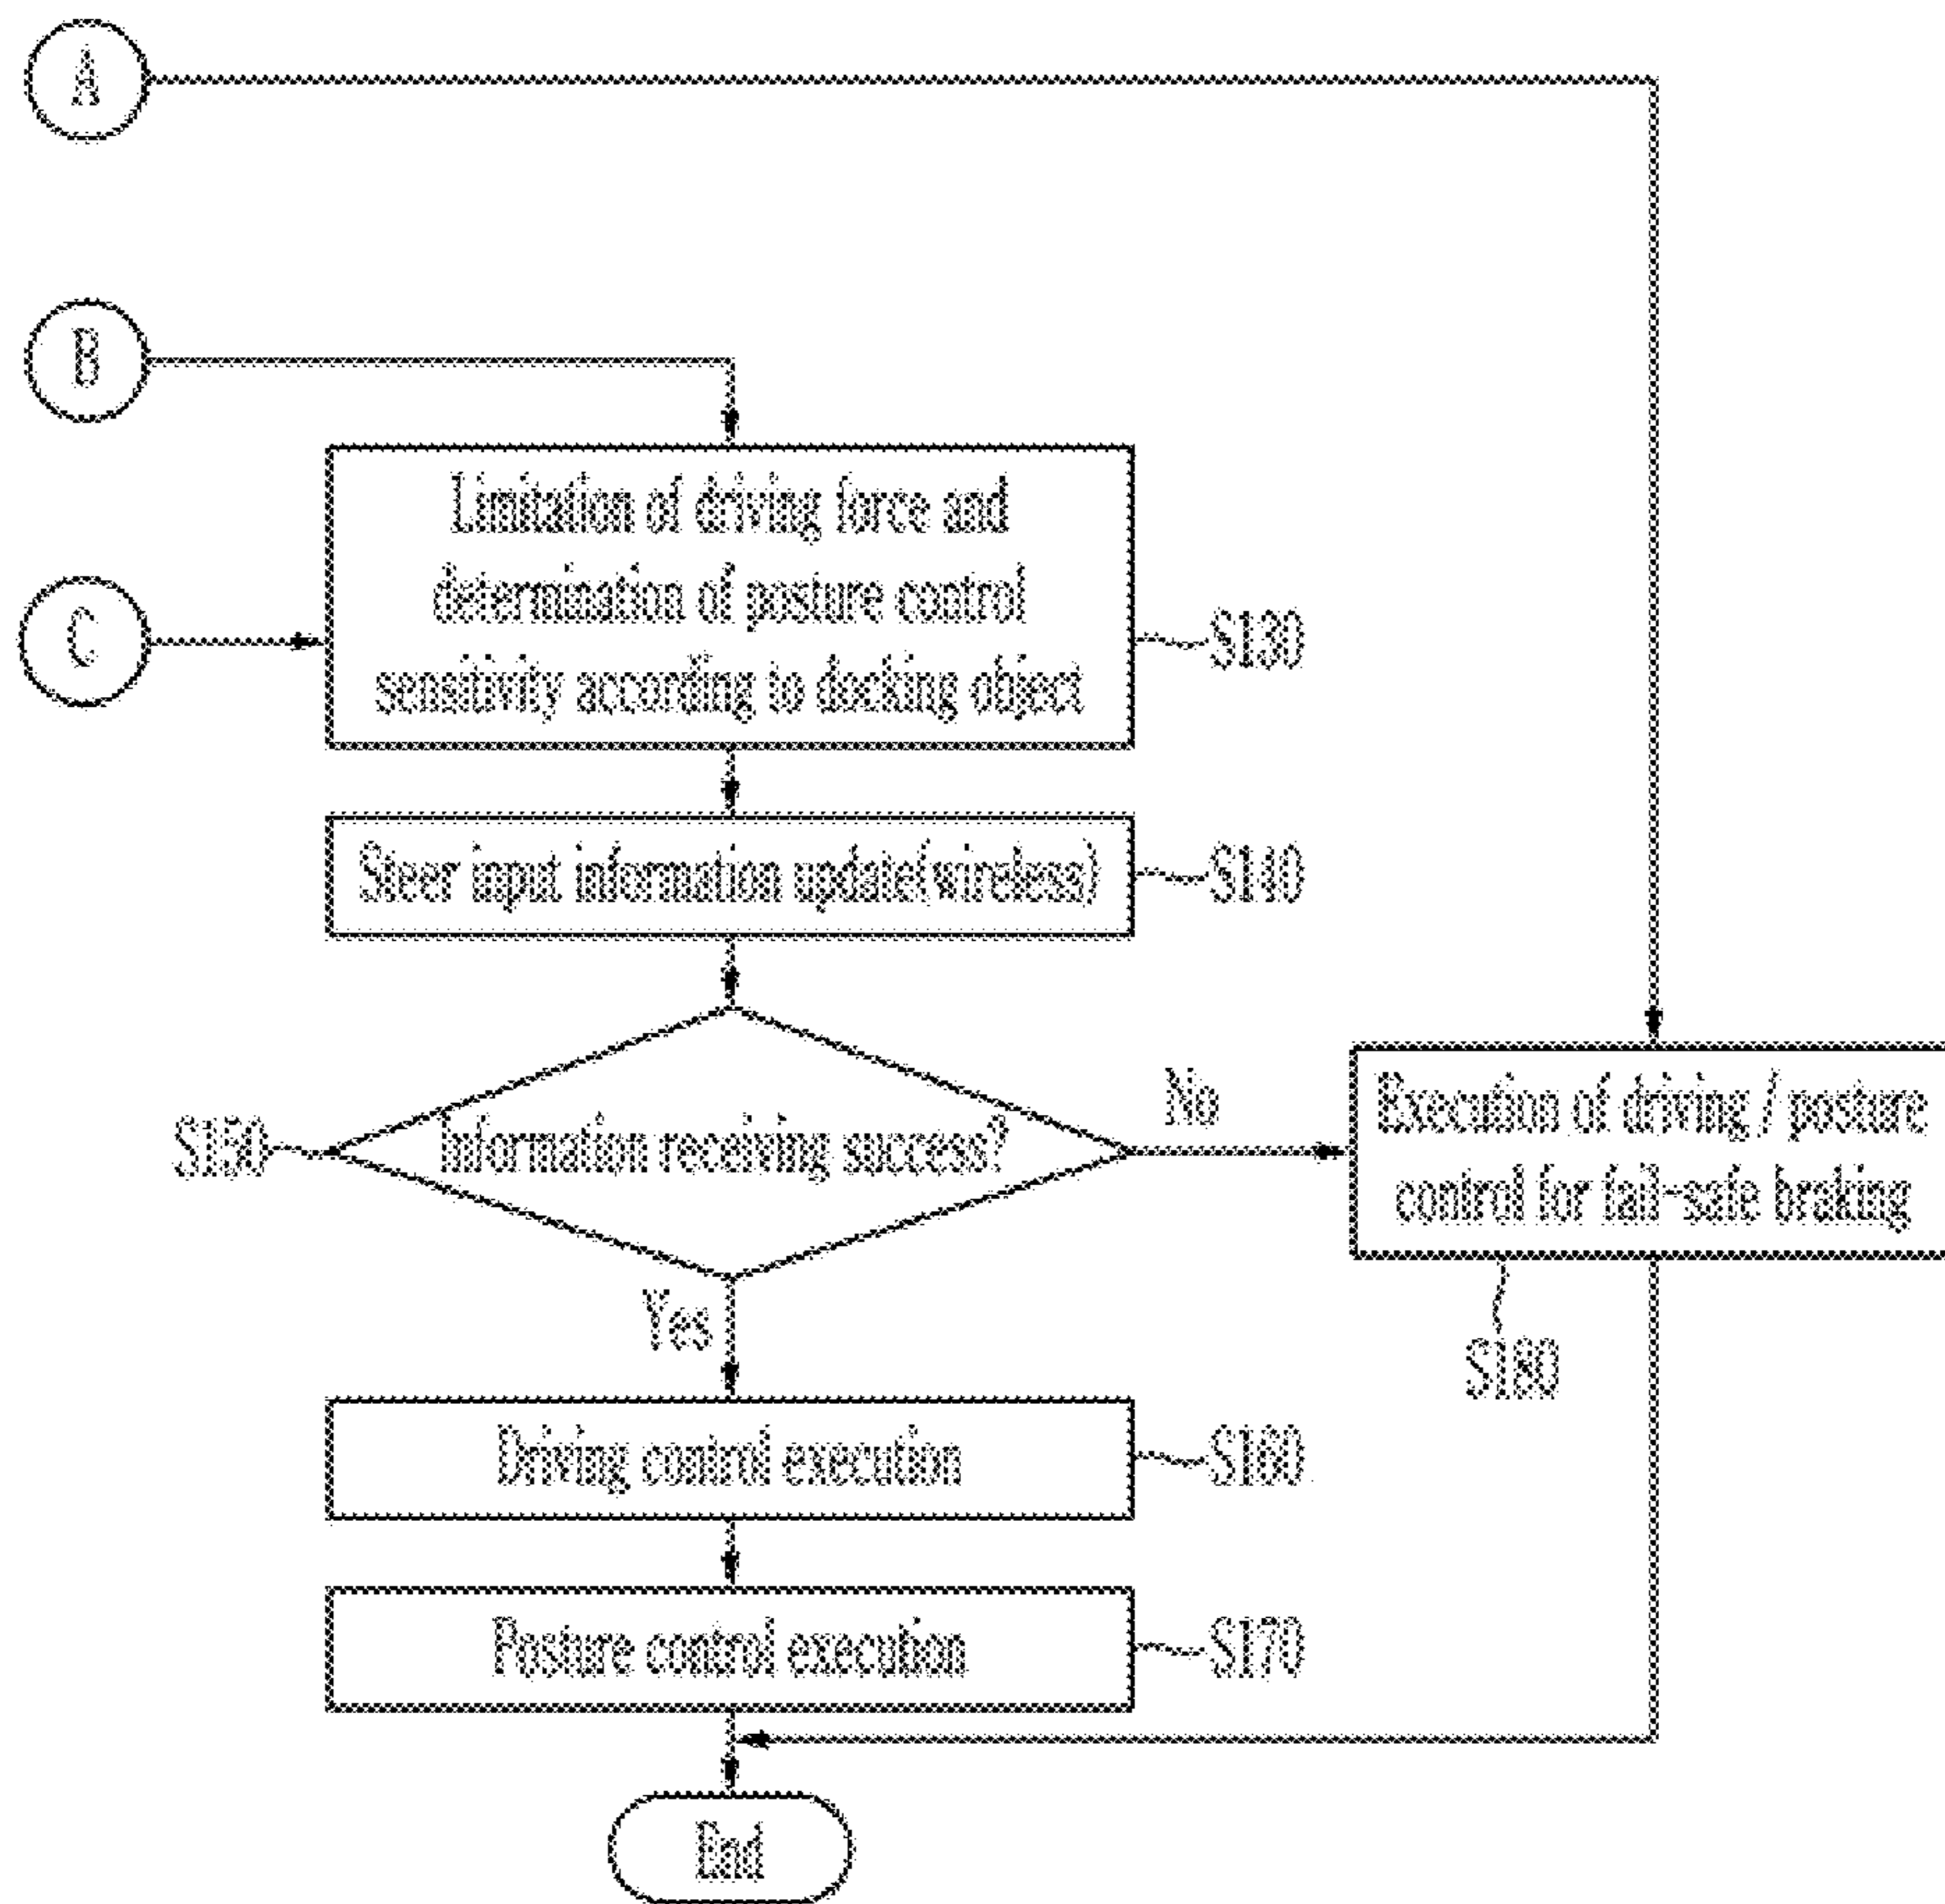 A
B
Limitation of driving force and
determination of posture control
sensitivity according to docking object
C
S130
Steer input information update(wireless)
S140
Information receiving success?
S150
No
Execution of driving / posture
control for fail-safe braking
S180
Yes
Driving control execution
S160
Posture control execution
S170
End